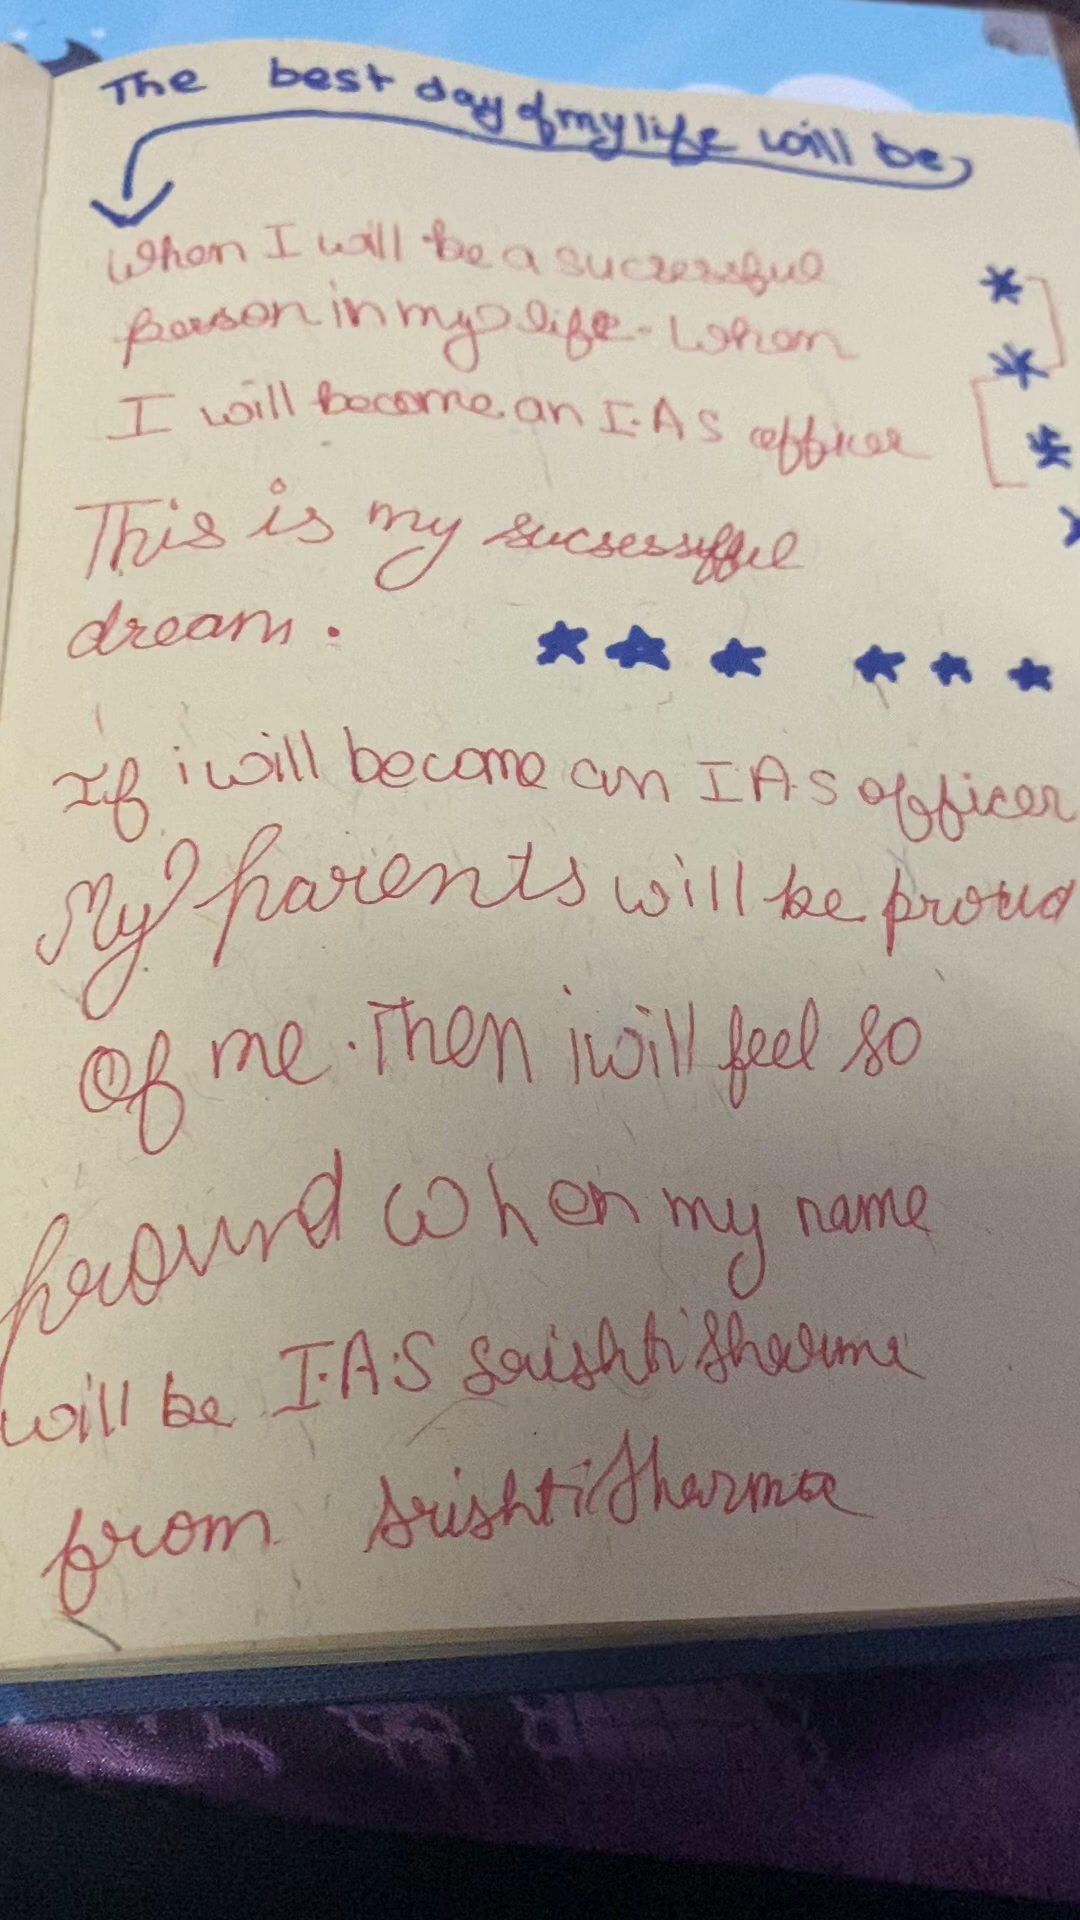 The best day of my life will be
When I will be a successful
person in my life. When
I will become an I.A.S officer
This is my sucsessfful
dream.
If i will become an I.A.S officer
My parents will be proud
of me. Then i will feel so
prourd when my name
will be I.A.S Srishti Sharma
from Srishti Sharma